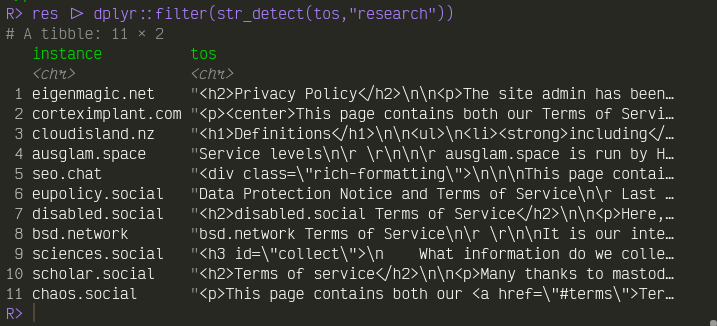 R> res |> dplyr::filter(str_detect(tos,"research"))
# A tibble: 11 × 2
instance tos
<chr> <chr>
1 eigenmagic.net "<h2>Privacy Policy</h2>\n\n<p>The site admin has been…
2 corteximplant.com "<p><center>This page contains both our Terms of Servi…
3 cloudisland.nz "<h1>Definitions</h1>\n\n<ul>\n<li><strong>including</…
4 ausglam.space "Service levels\n\r \r\n\n\r ausglam.space is run by H…
5 seo.chat "<div class=\"rich-formatting\">\n\n\nThis page contai…
6 eupolicy.social "Data Protection Notice and Terms of Service\n\r Last …
7 disabled.social "<h2>disabled.social Terms of Service</h2>\n\n<p>Here,…
8 bsd.network "bsd.network Terms of Service\n\r \r\n\nIt is our inte…
9 sciences.social "<h3 id=\"collect\">\n    What information do we colle…
10 scholar.social "<h2>Terms of service</h2>\n\n<p>Many thanks to mastod…
11 chaos.social "<p>This page contains both our <a href=\"#terms\">Ter…
R>